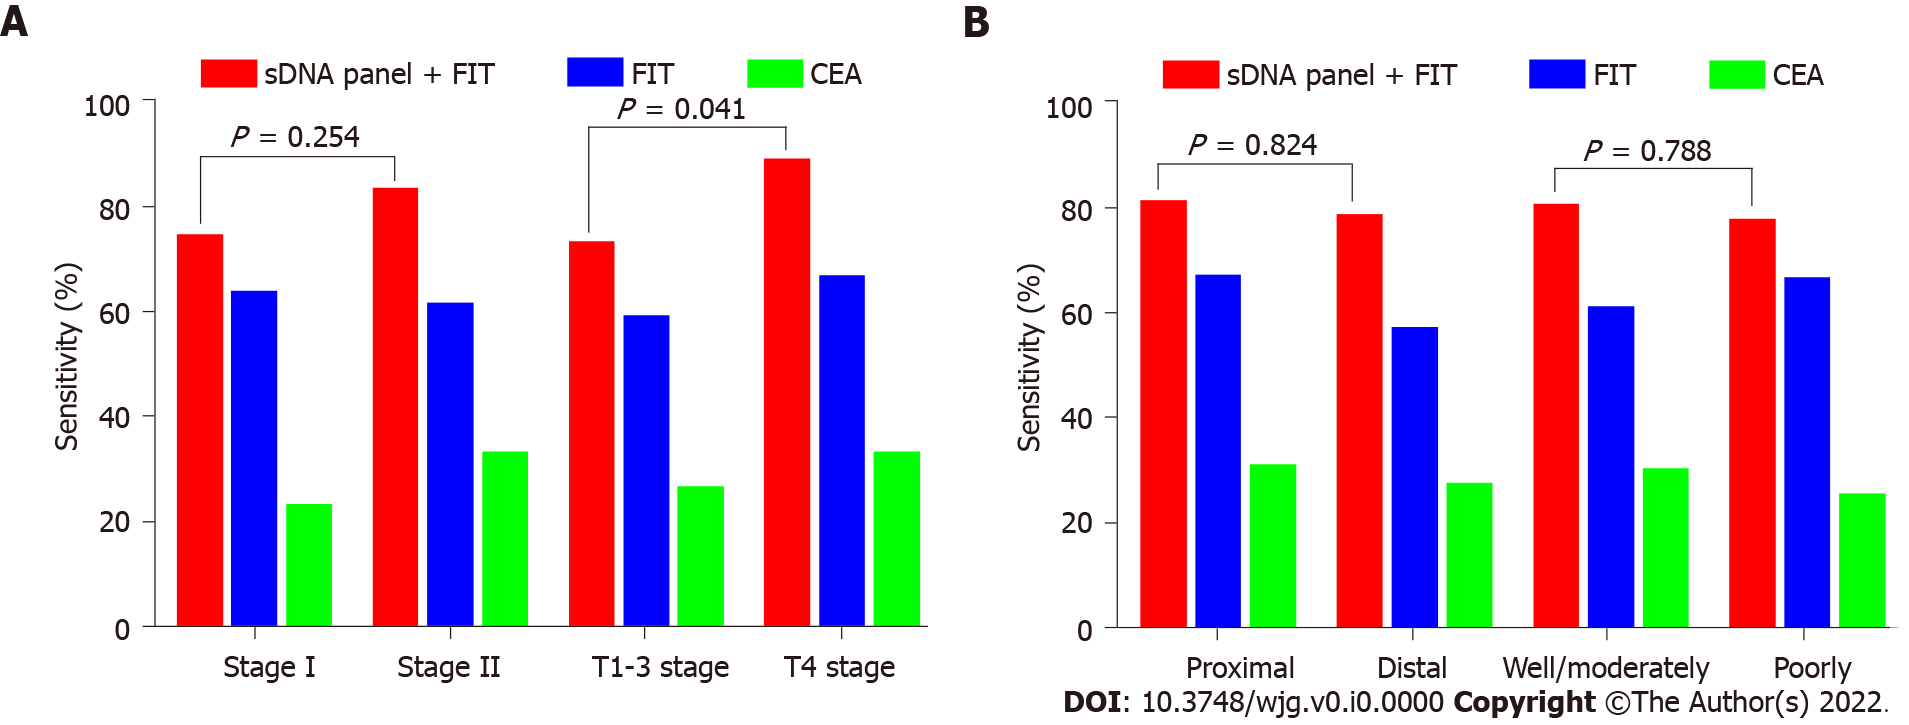 A
sDNA panel + FIT FIT CEA
P = 0.254
P = 0.041
100
80
60
40
20
0
Sensitivity (%)
Stage I Stage II T1-3 stage T4 stage
B
sDNA panel + FIT FIT CEA
P = 0.824
P = 0.788
100
80
60
40
20
0
Sensitivity (%)
Proximal Distal Well/moderately Poorly
DOI: 10.3748/wjg.v0.i0.0000 Copyright ©The Author(s) 2022.